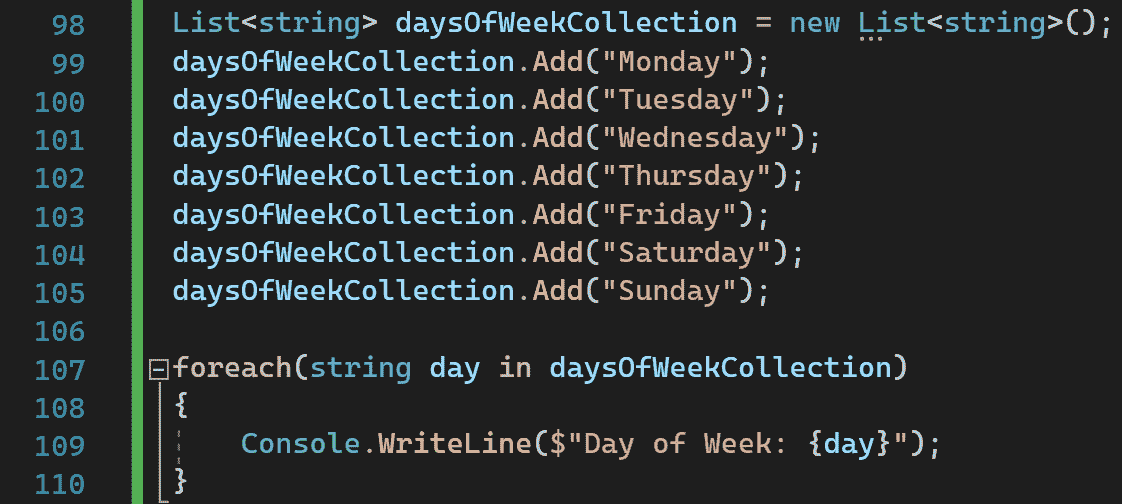 98 List<string> daysOfWeekCollection = new List<string>();
99 daysOfWeekCollection.Add("Monday");
100 daysOfWeekCollection.Add("Tuesday");
101 daysOfWeekCollection.Add("Wednesday");
102 daysOfWeekCollection.Add("Thursday");
103 daysOfWeekCollection.Add("Friday");
104 daysOfWeekCollection.Add("Saturday");
105 daysOfWeekCollection.Add("Sunday");
106
107 foreach(string day in daysOfWeekCollection)
108 {
109     Console.WriteLine($"Day of Week: {day}");
110 }